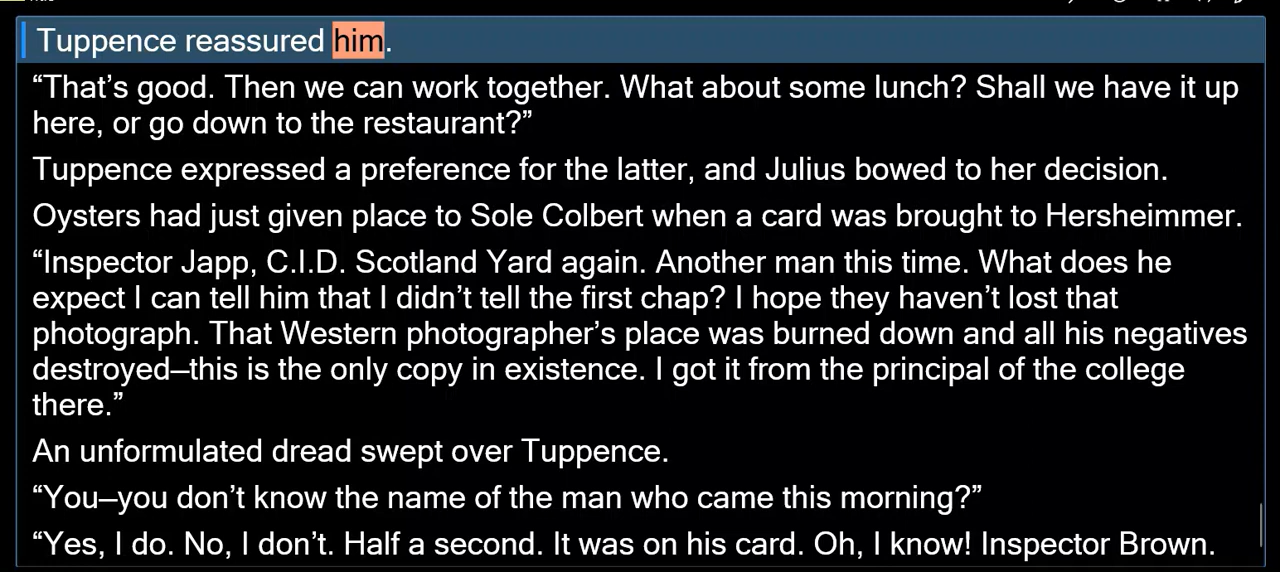 Tuppence reassured him.
“That’s good. Then we can work together. What about some lunch? Shall we have it up
here, or go down to the restaurant?”
Tuppence expressed a preference for the latter, and Julius bowed to her decision.
Oysters had just given place to Sole Colbert when a card was brought to Hersheimmer.
“Inspector Japp, C.I.D. Scotland Yard again. Another man this time. What does he
expect I can tell him that I didn’t tell the first chap? I hope they haven’t lost that
photograph. That Western photographer’s place was burned down and all his negatives
destroyed—this is the only copy in existence. I got it from the principal of the college
there.”
An unformulated dread swept over Tuppence.
“You—you don’t know the name of the man who came this morning?”
“Yes, I do. No, I don’t. Half a second. It was on his card. Oh, I know! Inspector Brown.